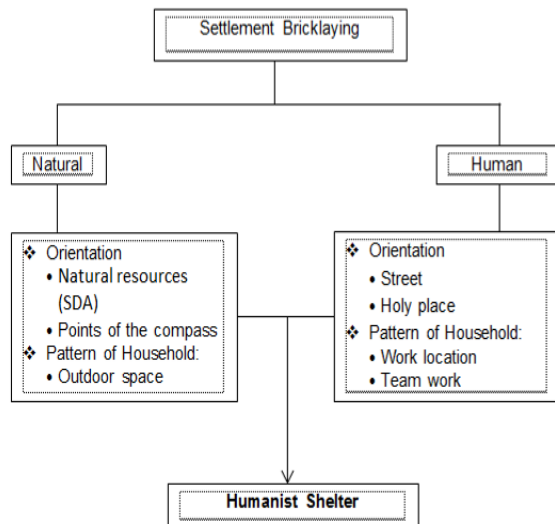 Settlement Bricklaying
Natural
Human
❖ Orientation
• Natural resources
(SDA)
• Points of the compass
❖ Pattern of Household:
• Outdoor space
❖ Orientation
• Street
• Holy place
❖ Pattern of Household:
• Work location
• Team work
Humanist Shelter